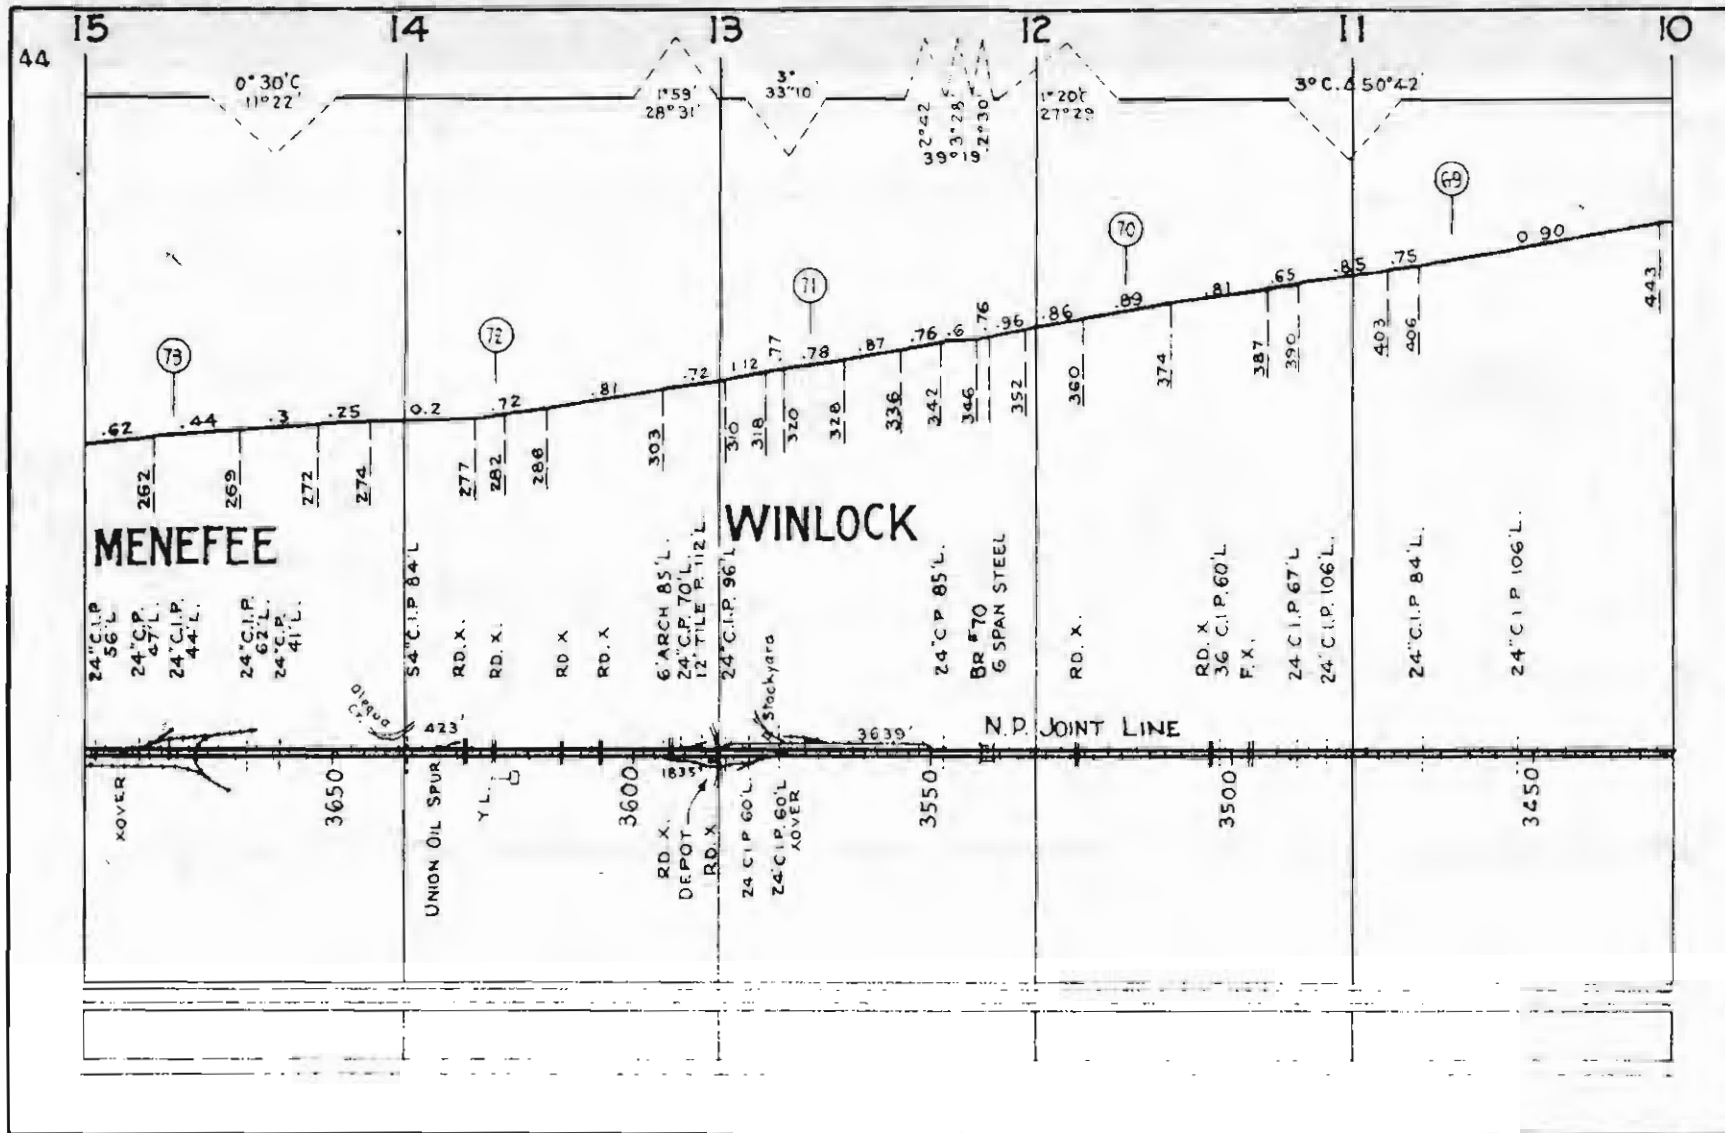 44
15 14 13 12 11 10
0°30'C
11°22'
1°59'
28°31'
3°
33°10
2°42
3°28'
2°30'
39°19
1°20'C
27°29
3°C.Δ50°42'
73
72
71
70
69
.62 .44 .3 .25 0.2 .72 .81 .72 1.12 .77 .78 .87 .76 .6 .76 .96 .86 .89 .81 .65 .85 .75 0.90
262
269
272
274
277
282
286
303
310
318
320
328
336
342
346
352
360
374
387
390
403
406
443
MENEFEE
WINLOCK
24"C.I.P.
56'L.
24"C.P.
47'L.
24"C.I.P.
44'L.
24"C.I.P.
62'L.
24"C.P.
41'L.
54"C.I.P. 84'L
RD.X.
RD.X.
RD.X
RD.X
6'ARCH 85'L.
24"C.P. 70'L.
12"TILE P. 112'L.
24"C.I.P. 96'L
Stockyard
24"C.P. 85'L.
BR #70
6 SPAN STEEL
RD.X.
RD.X
36 C.I.P. 60'L.
F.X.
24 C.I.P. 67'L
24"C.I.P. 106'L.
24"C.I.P. 84'L
24"C.I.P. 106'L.
Olequa
Cr.
423'
3639'
N.P. JOINT LINE
1835'
XOVER
3650
UNION OIL SPUR
Y L.
3600
RD.X.
DEPOT
RD.X
24 C.I.P. 60'L.
24"C.I.P. 60'L
XOVER
3550
3500
3450